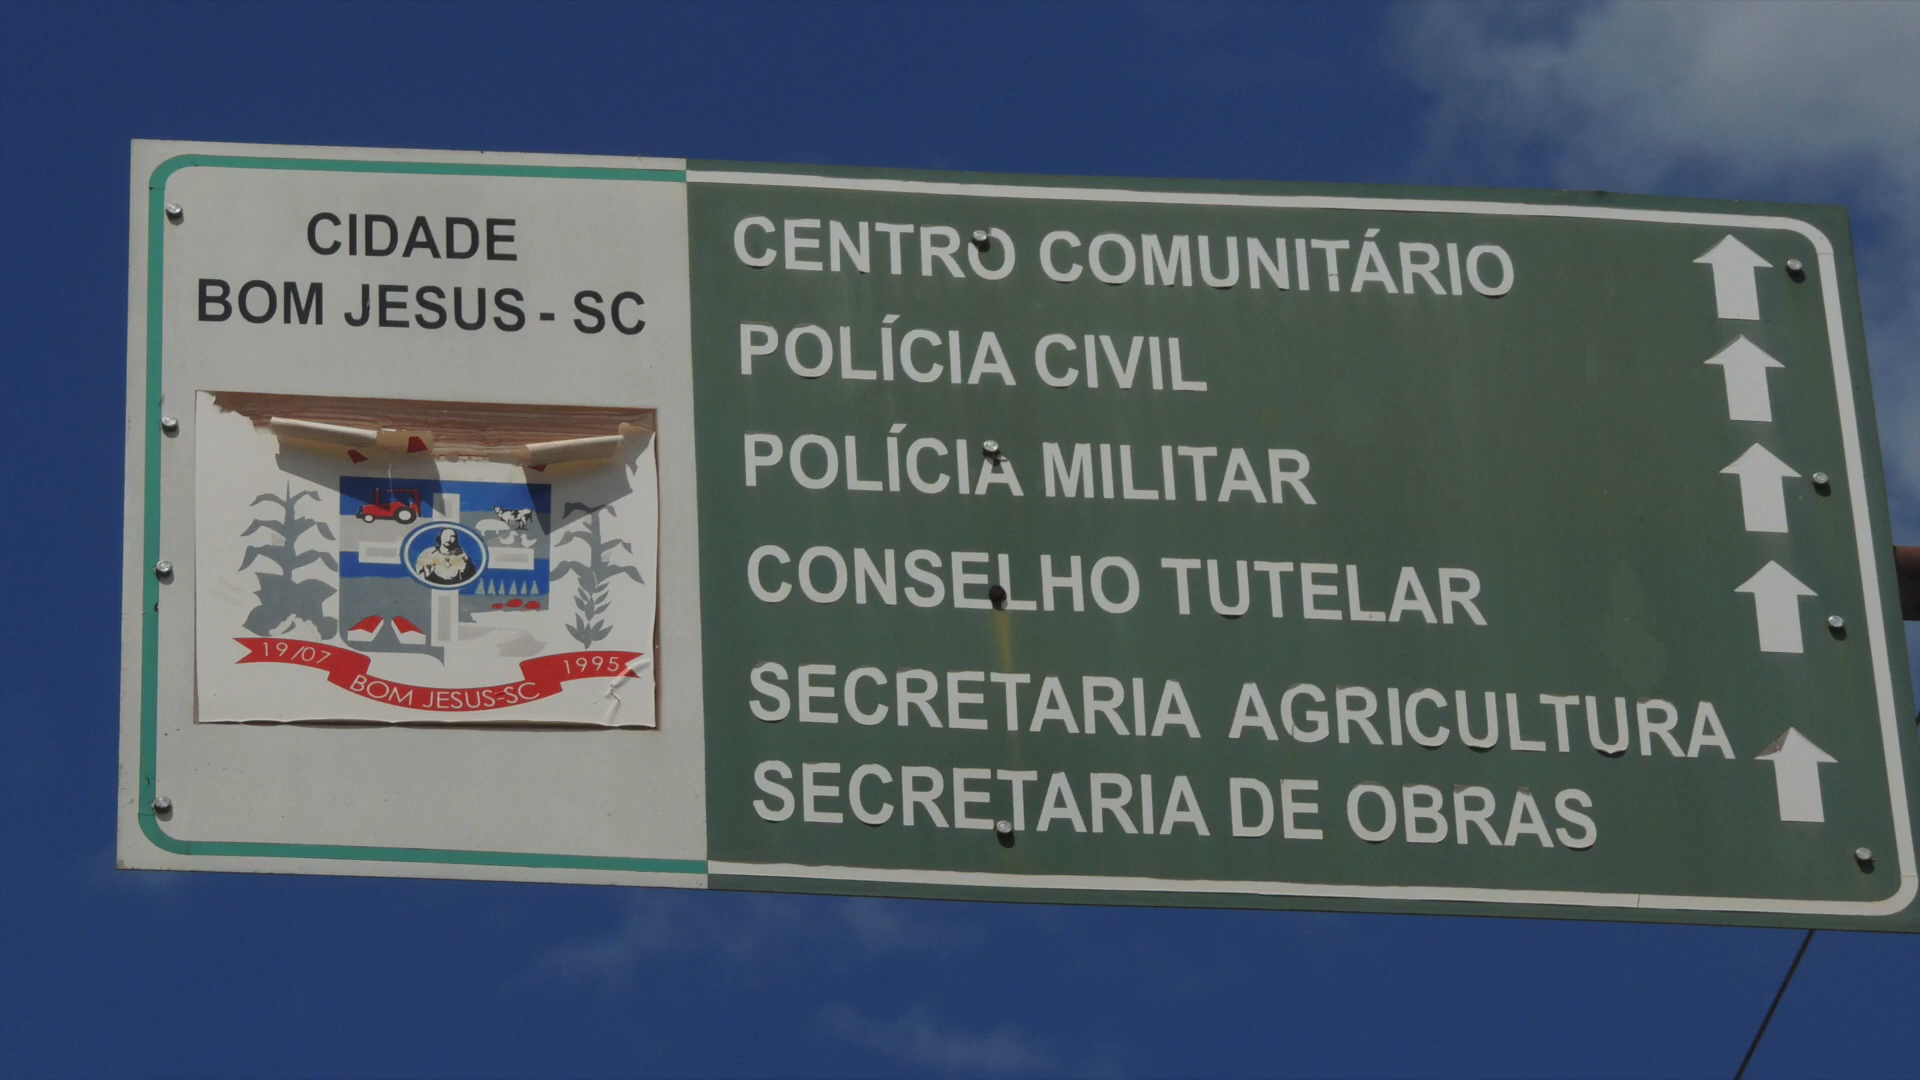 CIDADE
BOM JESUS - SC
19/07
BOM JESUS-SC
1995
CENTRO COMUNITÁRIO
POLÍCIA CIVIL
POLÍCIA MILITAR
CONSELHO TUTELAR
SECRETARIA AGRICULTURA
SECRETARIA DE OBRAS